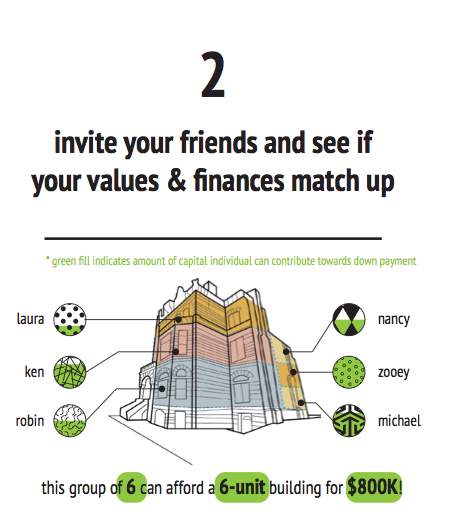 2
invite your friends and see if
your values & finances match up
* green fill indicates amount of capital individual can contribute towards down payment
laura
nancy
ken
zooey
robin
michael
this group of 6 can afford a 6-unit building for $800K!